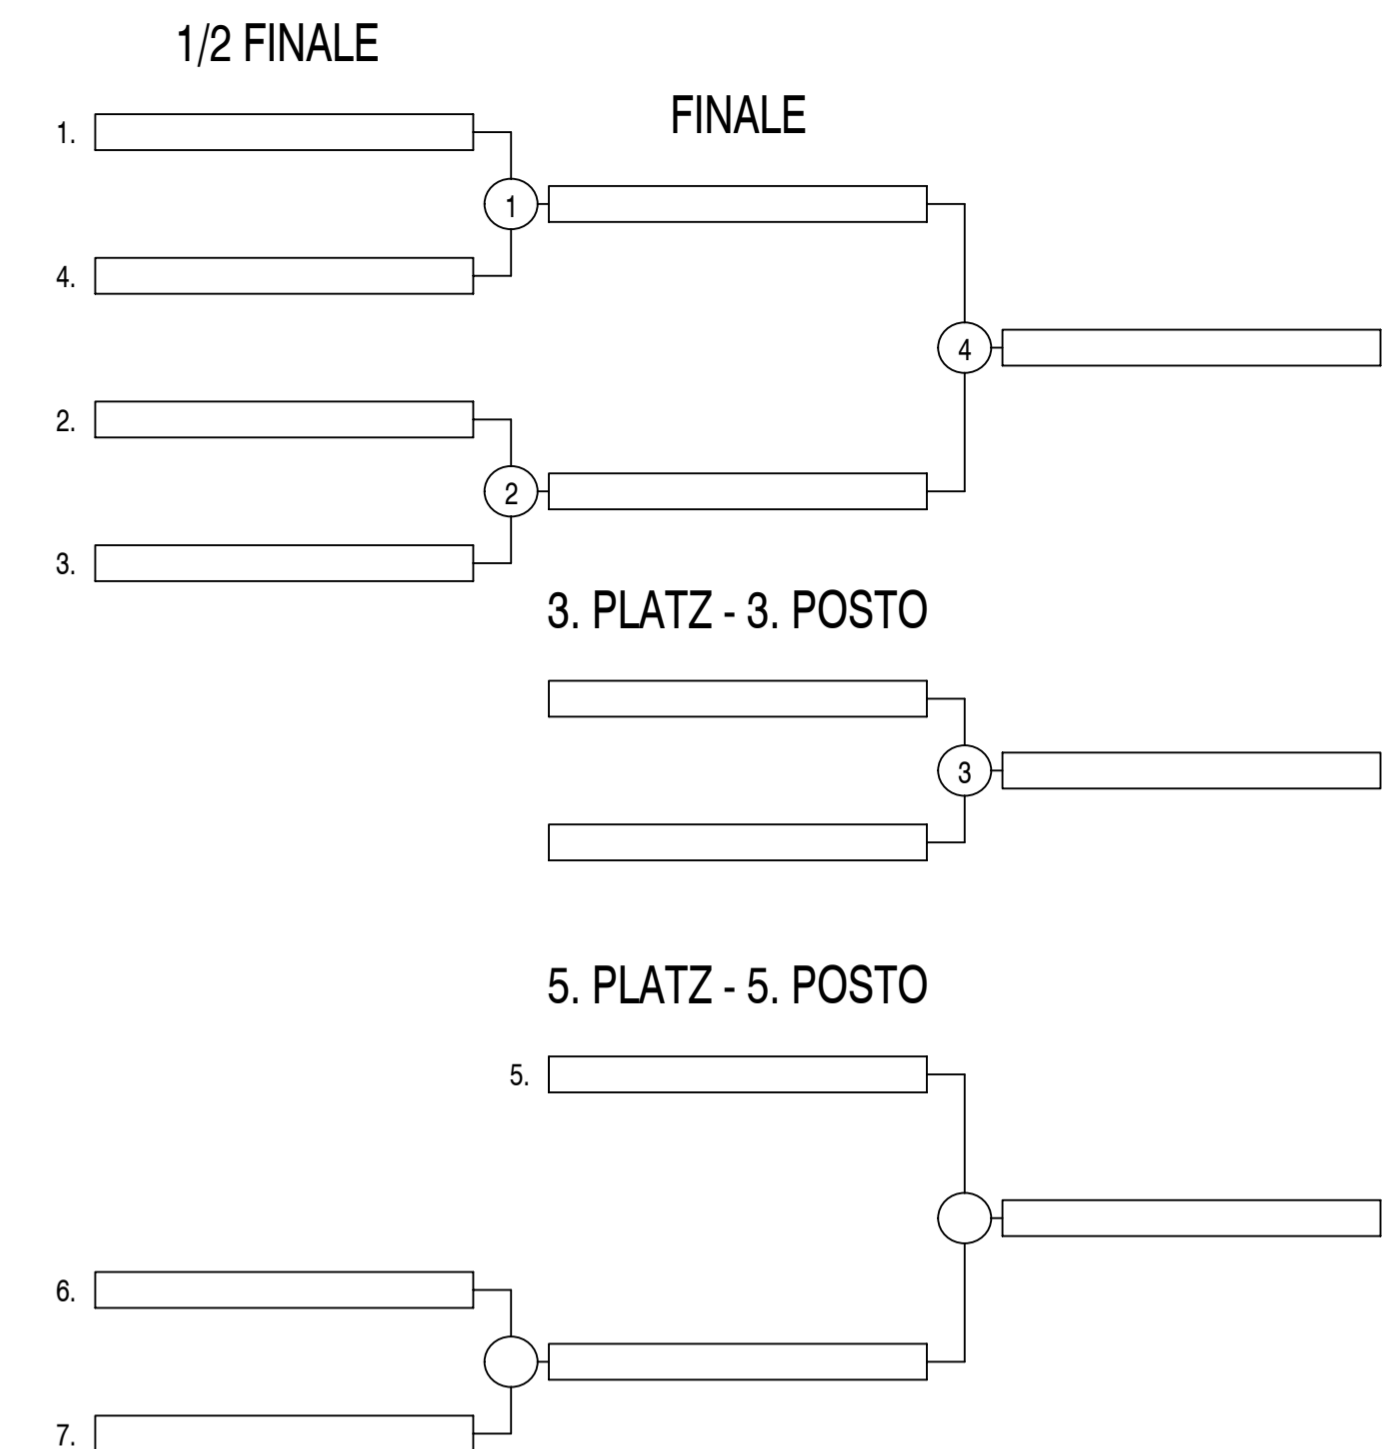 1/2 FINALE
FINALE
1.
1
4.
4
2.
2
3.
3. PLATZ - 3. POSTO
3
5. PLATZ - 5. POSTO
5.
6.
7.